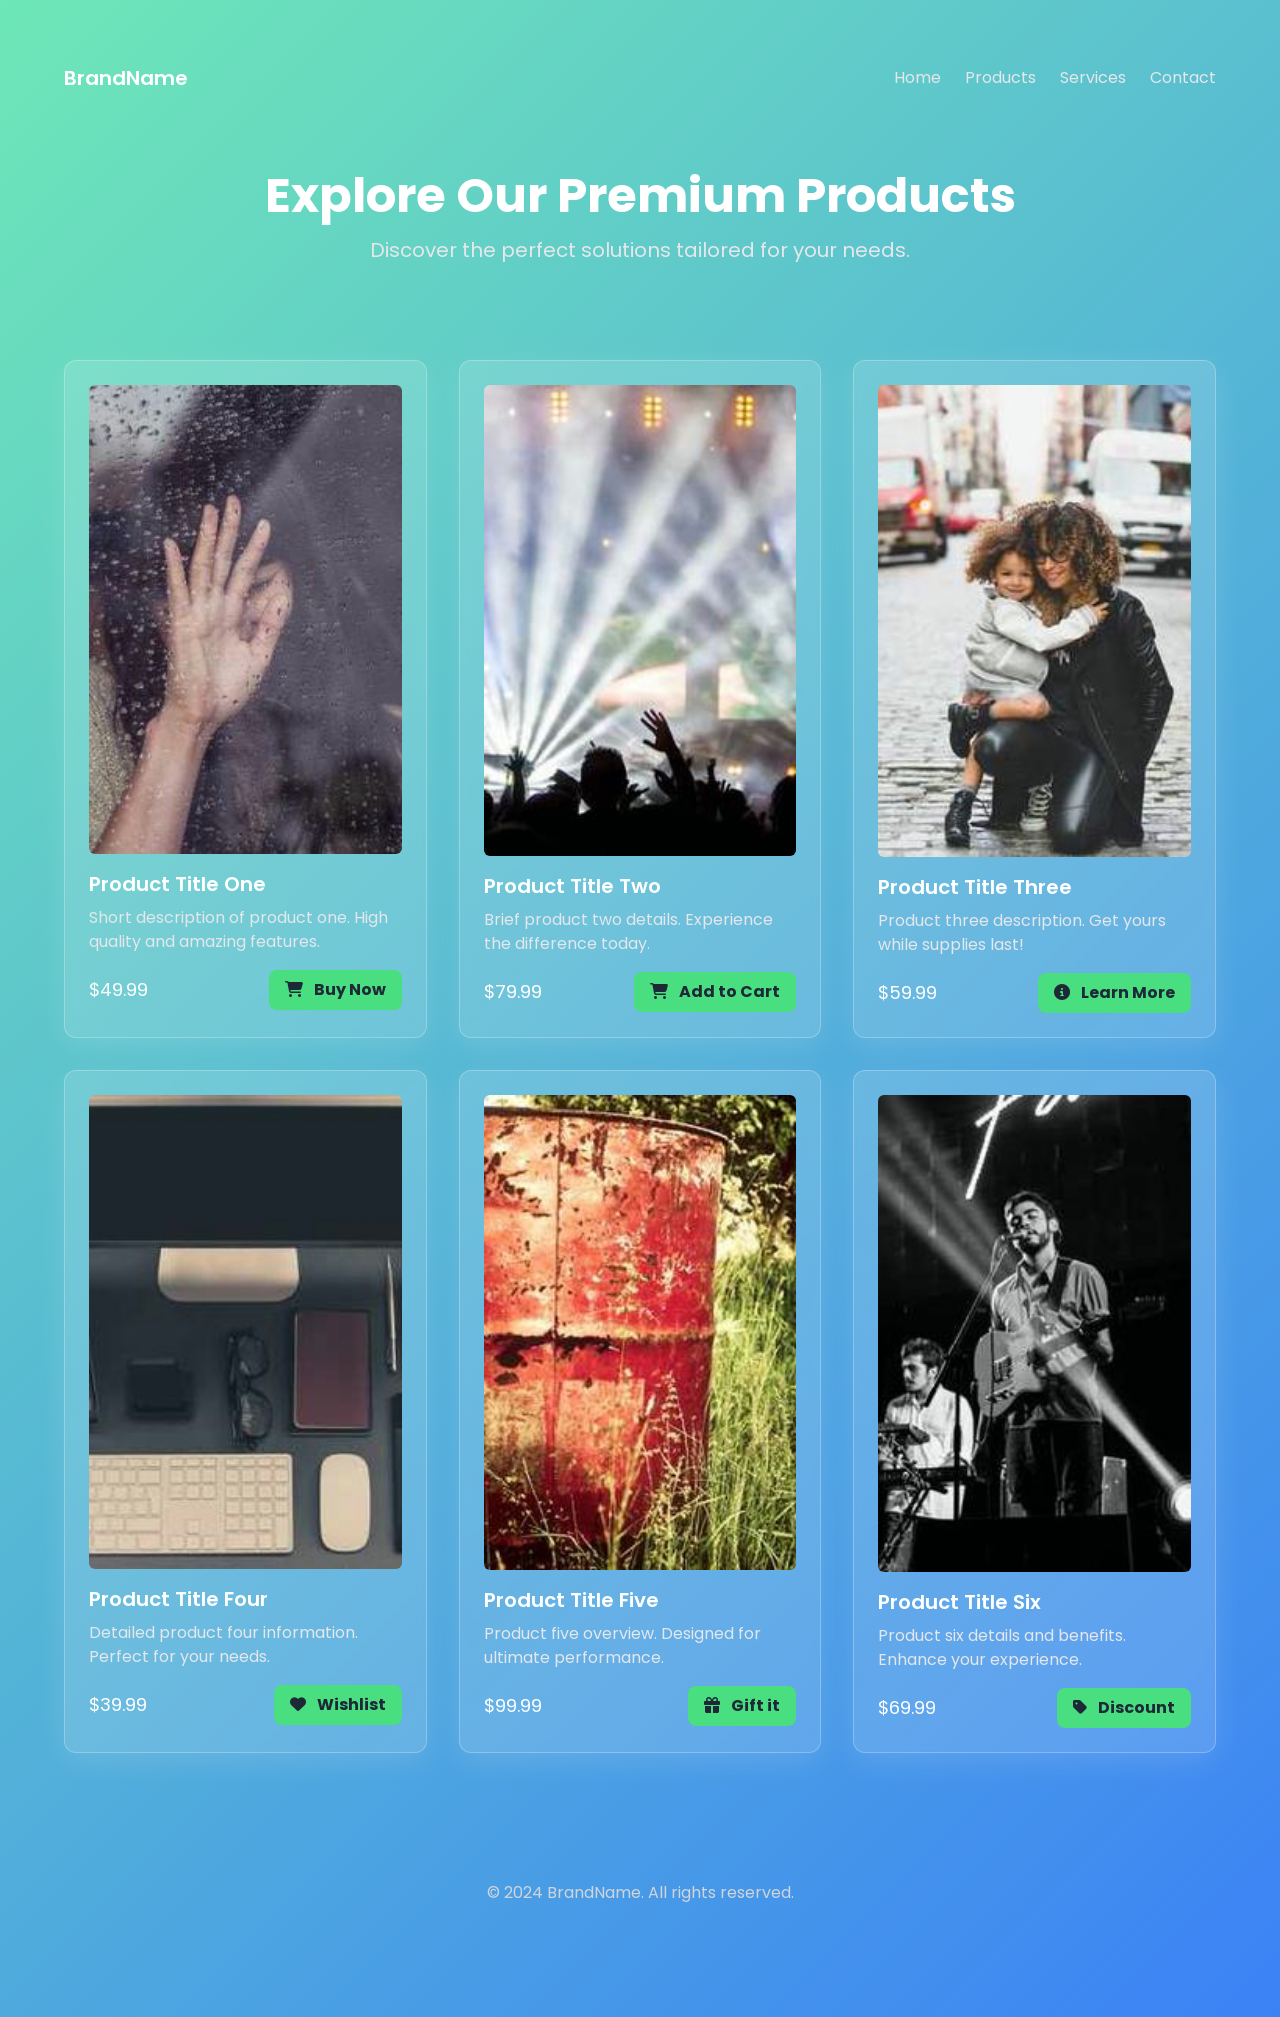 BrandName
Home Products Services Contact
Explore Our Premium Products
Discover the perfect solutions tailored for your needs.
Product Title One
Short description of product one. High
quality and amazing features.
$49.99 Buy Now
Product Title Two
Brief product two details. Experience
the difference today.
$79.99 Add to Cart
Product Title Three
Product three description. Get yours
while supplies last!
$59.99 Learn More
Product Title Four
Detailed product four information.
Perfect for your needs.
$39.99 Wishlist
Product Title Five
Product five overview. Designed for
ultimate performance.
$99.99 Gift it
Product Title Six
Product six details and benefits.
Enhance your experience.
$69.99 Discount
© 2024 BrandName. All rights reserved.